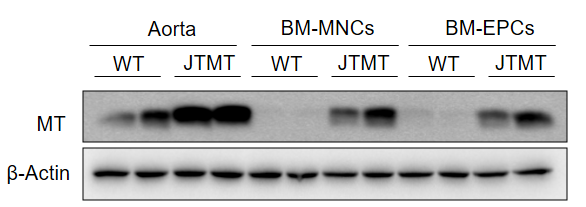 Aorta BM-MNCs BM-EPCs
WT JTMT WT JTMT WT JTMT
MT
β-Actin